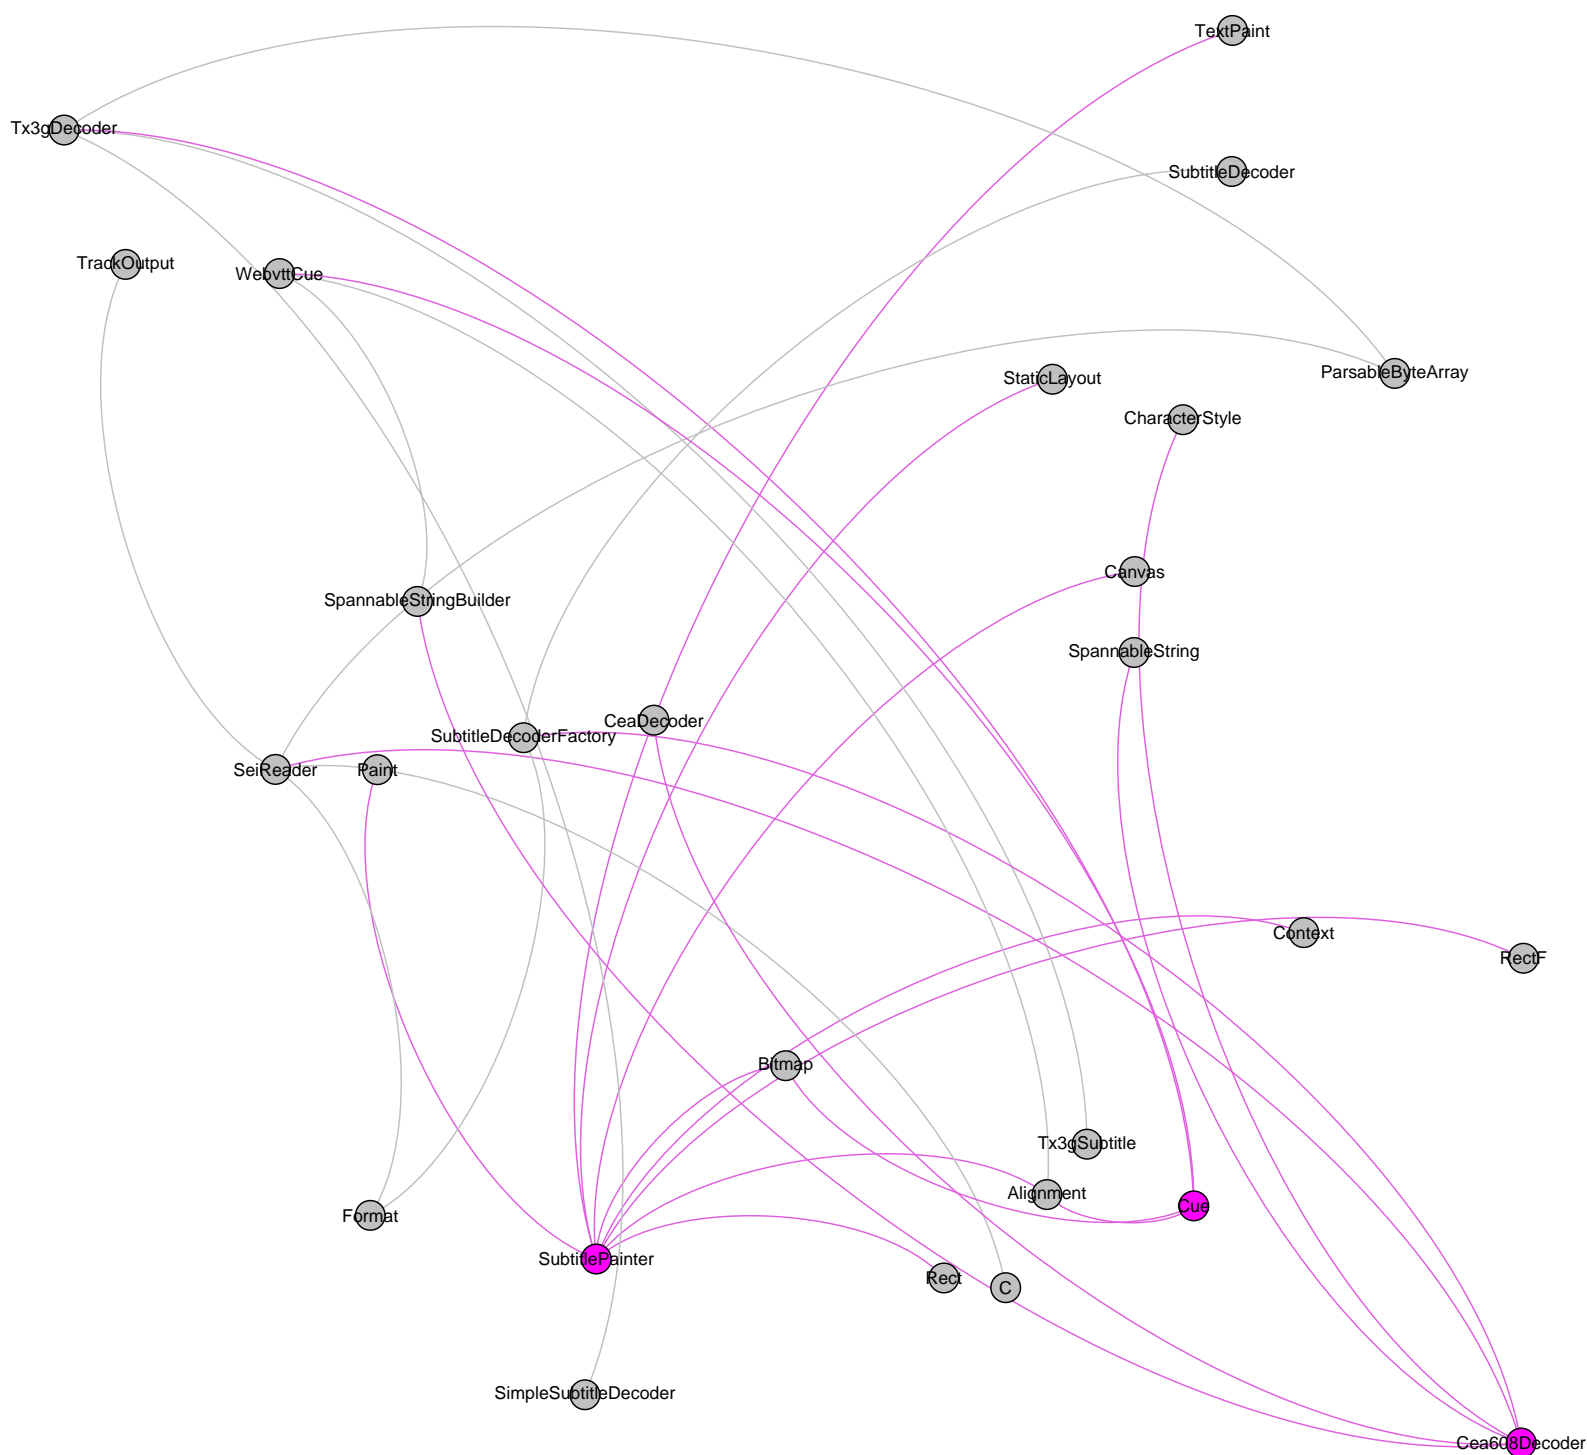 TextPaint
Tx3gDecoder
SubtitleDecoder
TrackOutput
WebvttCue
ParsableByteArray
StaticLayout
CharacterStyle
Canvas
SpannableStringBuilder
SpannableString
CeaDecoder
SubtitleDecoderFactory
SeiReader
Paint
Context
RectF
Bitmap
Tx3gSubtitle
Alignment
Cue
Format
SubtitlePainter
Rect
C
SimpleSubtitleDecoder
Cea608Decoder